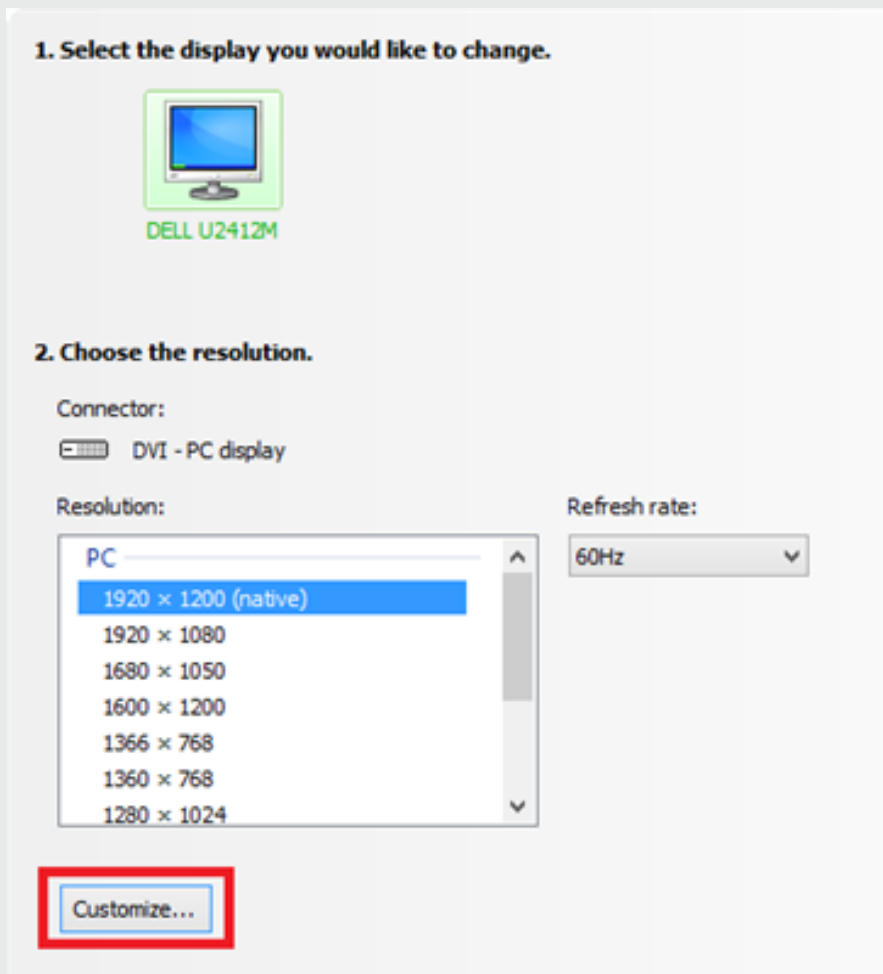 1. Select the display you would like to change.
DELL U2412M
2. Choose the resolution.
Connector:
DVI - PC display
Resolution:
Refresh rate:
PC
60Hz
1920 × 1200 (native)
1920 × 1080
1680 × 1050
1600 × 1200
1366 × 768
1360 × 768
1280 × 1024
Customize...